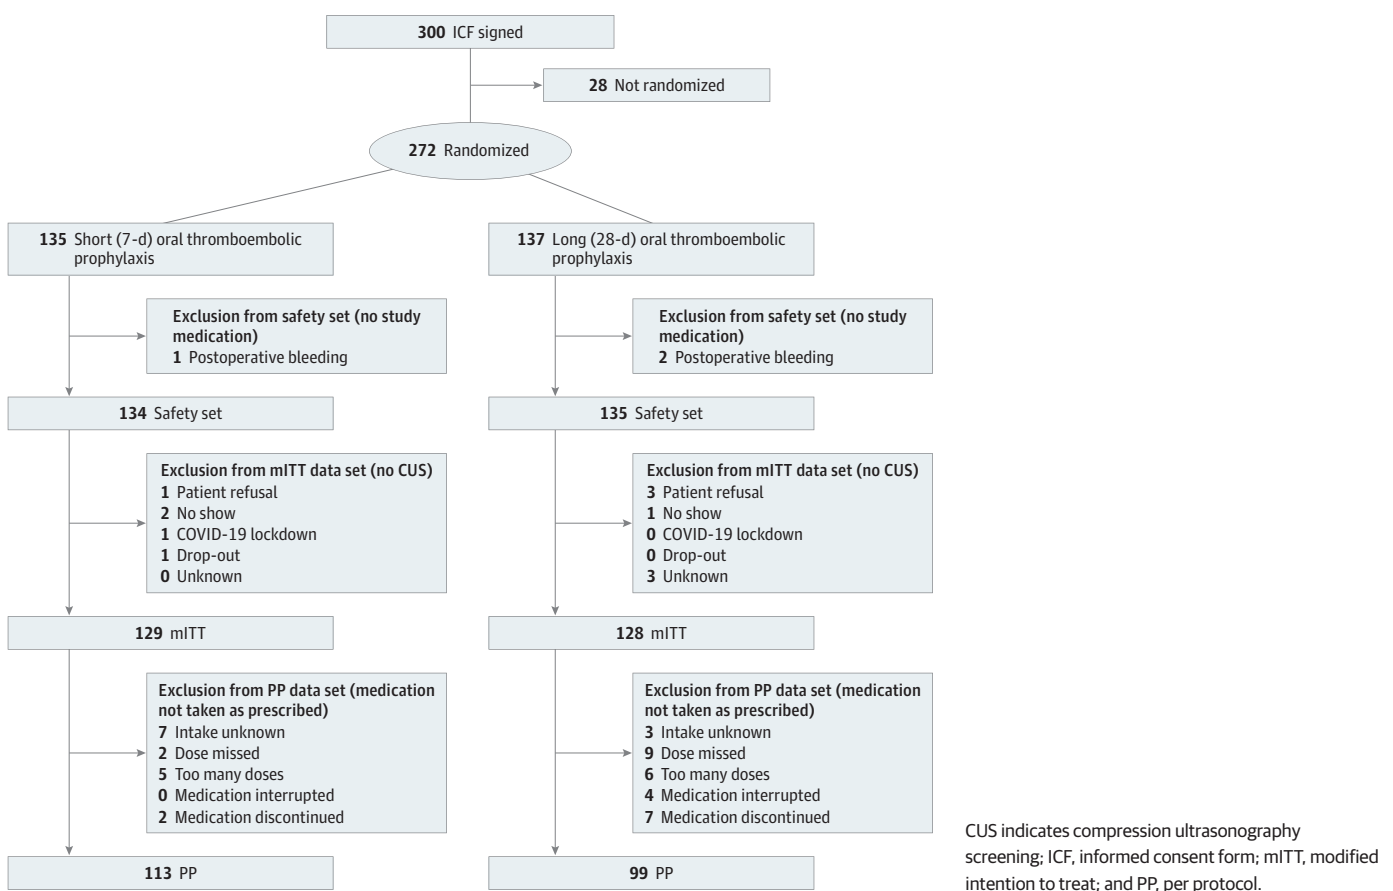 300 ICF signed
28 Not randomized
272 Randomized
135 Short (7-d) oral thromboembolic
prophylaxis
137 Long (28-d) oral thromboembolic
prophylaxis
Exclusion from safety set (no study
medication)
1 Postoperative bleeding
Exclusion from safety set (no study
medication)
2 Postoperative bleeding
134 Safety set
135 Safety set
Exclusion from mITT data set (no CUS)
1 Patient refusal
2 No show
1 COVID-19 lockdown
1 Drop-out
0 Unknown
Exclusion from mITT data set (no CUS)
3 Patient refusal
1 No show
0 COVID-19 lockdown
0 Drop-out
3 Unknown
129 mITT
128 mITT
Exclusion from PP data set (medication
not taken as prescribed)
7 Intake unknown
2 Dose missed
5 Too many doses
0 Medication interrupted
2 Medication discontinued
Exclusion from PP data set (medication
not taken as prescribed)
3 Intake unknown
9 Dose missed
6 Too many doses
4 Medication interrupted
7 Medication discontinued
113 PP
99 PP
CUS indicates compression ultrasonography
screening; ICF, informed consent form; mITT, modified
intention to treat; and PP, per protocol.